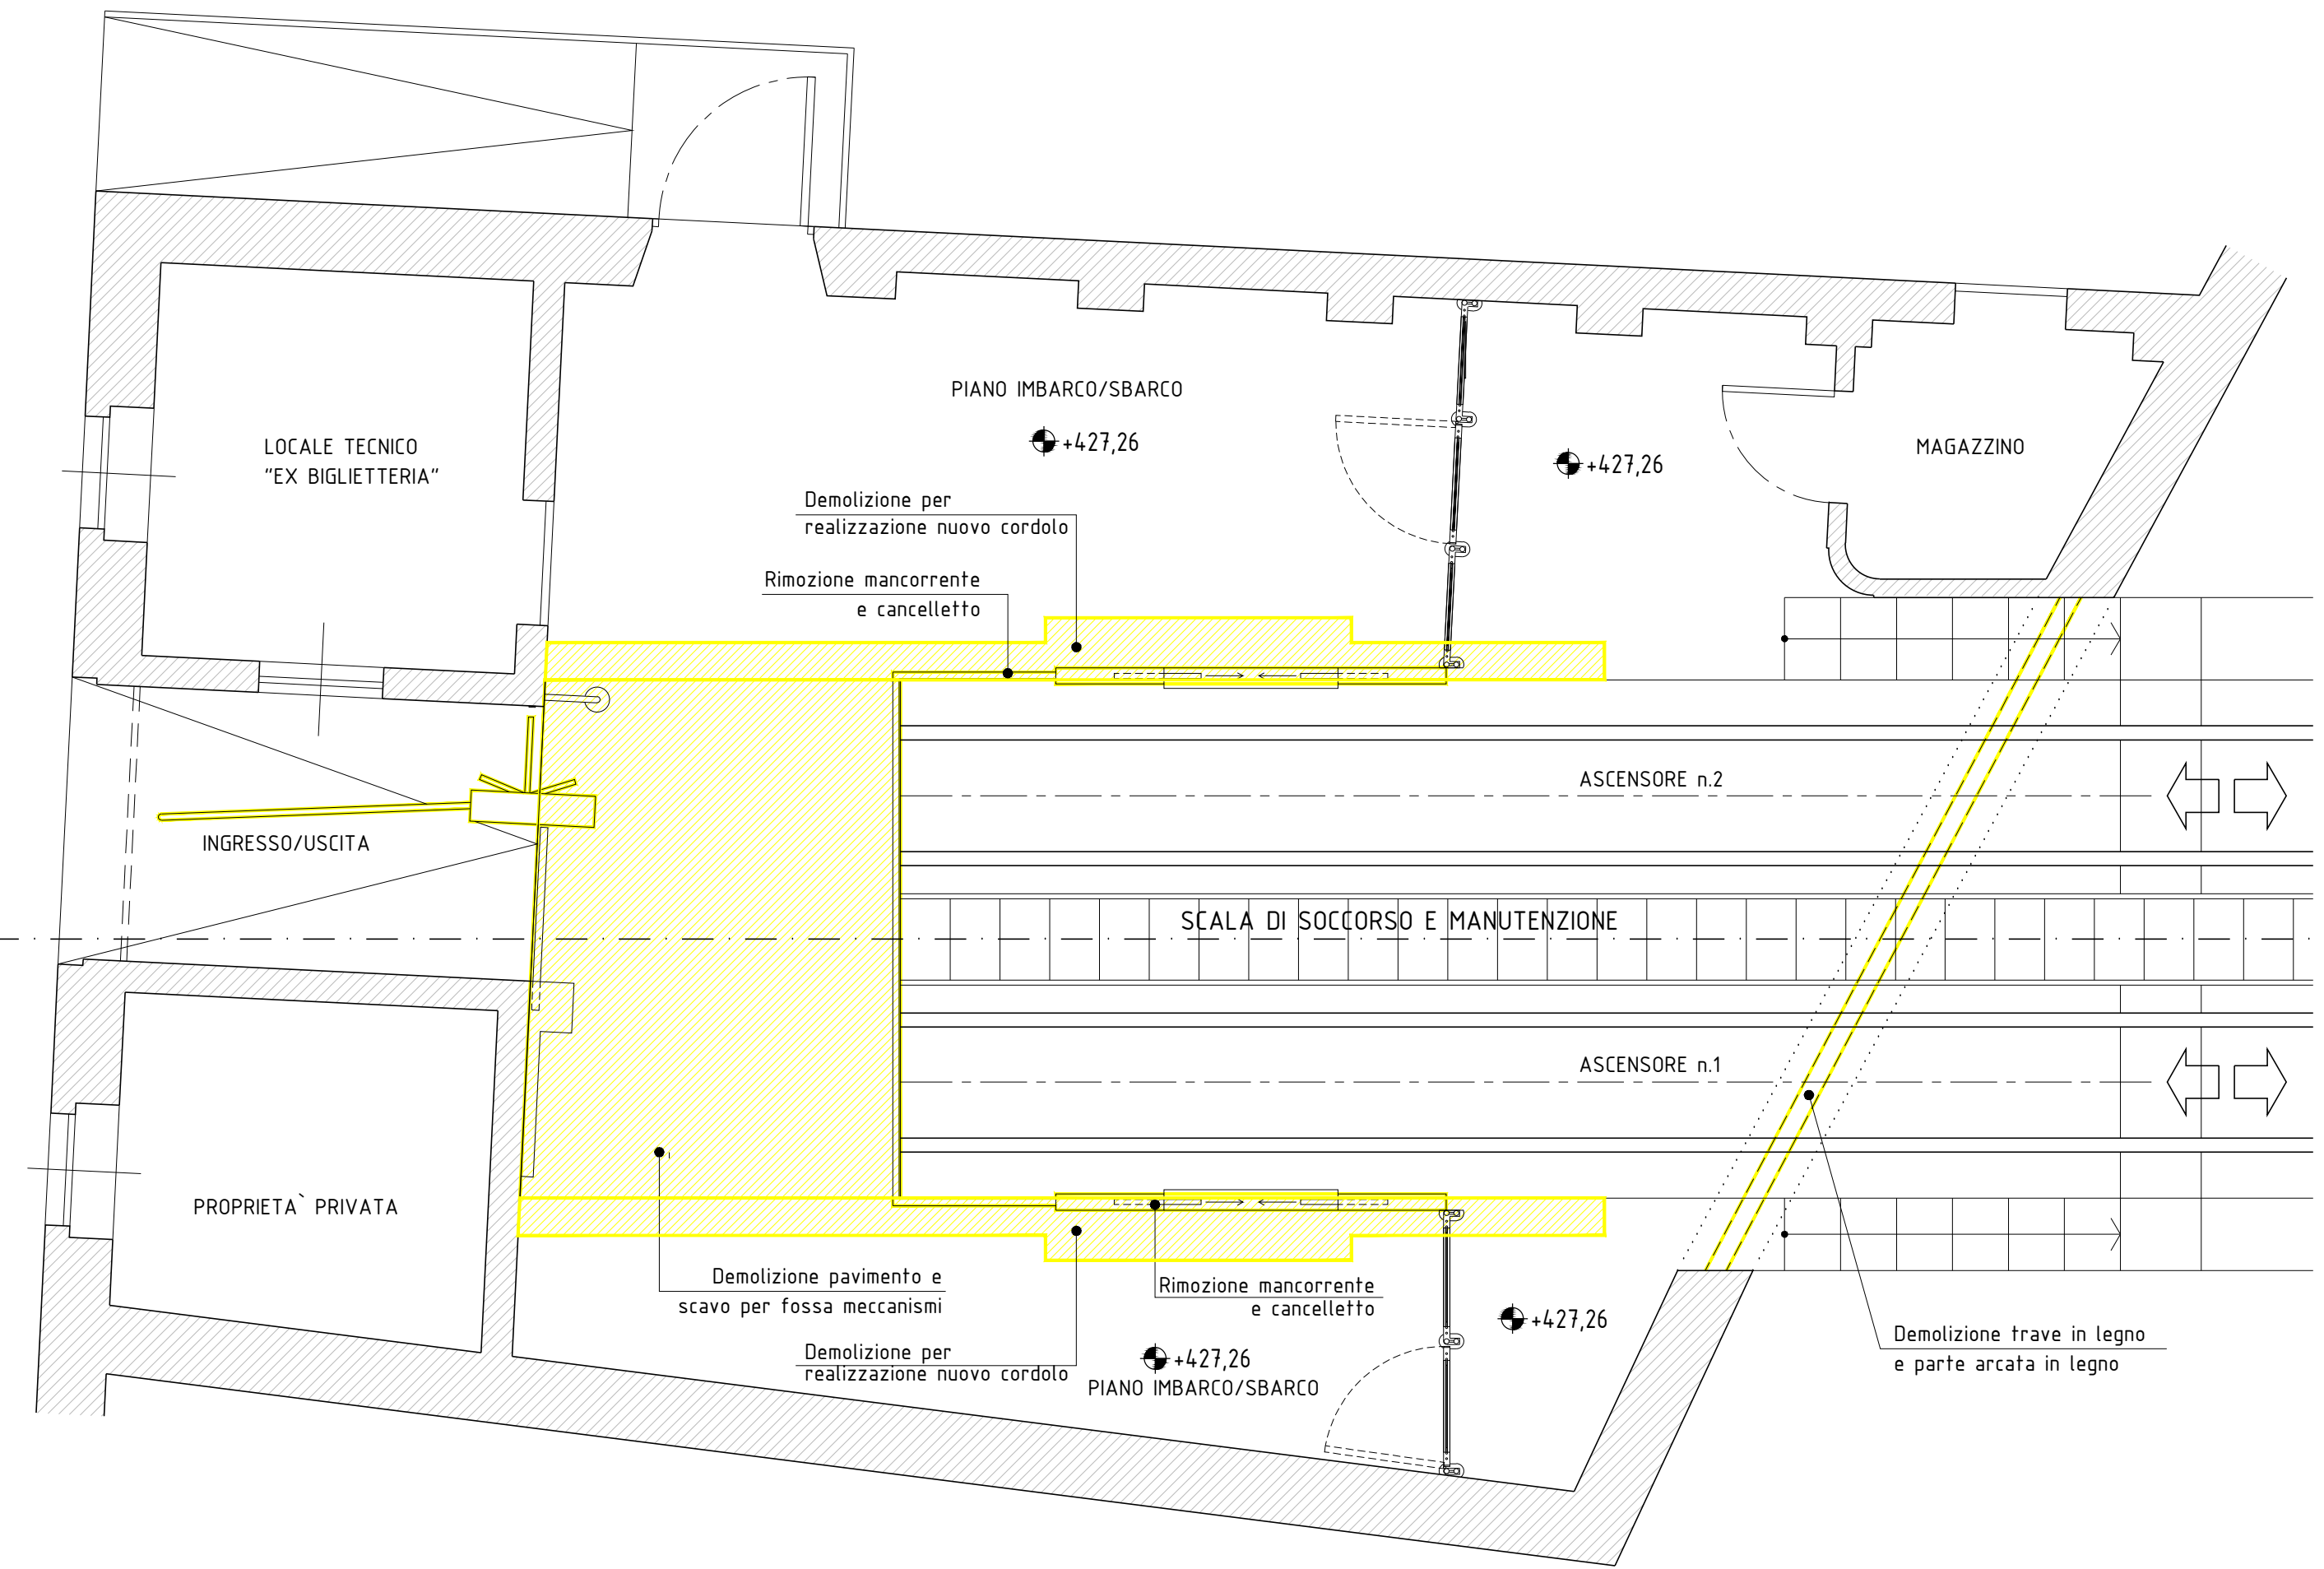 PIANO IMBARCO/SBARCO
+427,26
LOCALE TECNICO
"EX BIGLIETTERIA"
+427,26
MAGAZZINO
Demolizione per
realizzazione nuovo cordolo
Rimozione mancorrente
e cancelletto
ASCENSORE n.2
INGRESSO/USCITA
SCALA DI SOCCORSO E MANUTENZIONE
ASCENSORE n.1
PROPRIETA` PRIVATA
Demolizione pavimento e
scavo per fossa meccanismi
Rimozione mancorrente
e cancelletto
+427,26
Demolizione trave in legno
e parte arcata in legno
Demolizione per
realizzazione nuovo cordolo
+427,26
PIANO IMBARCO/SBARCO